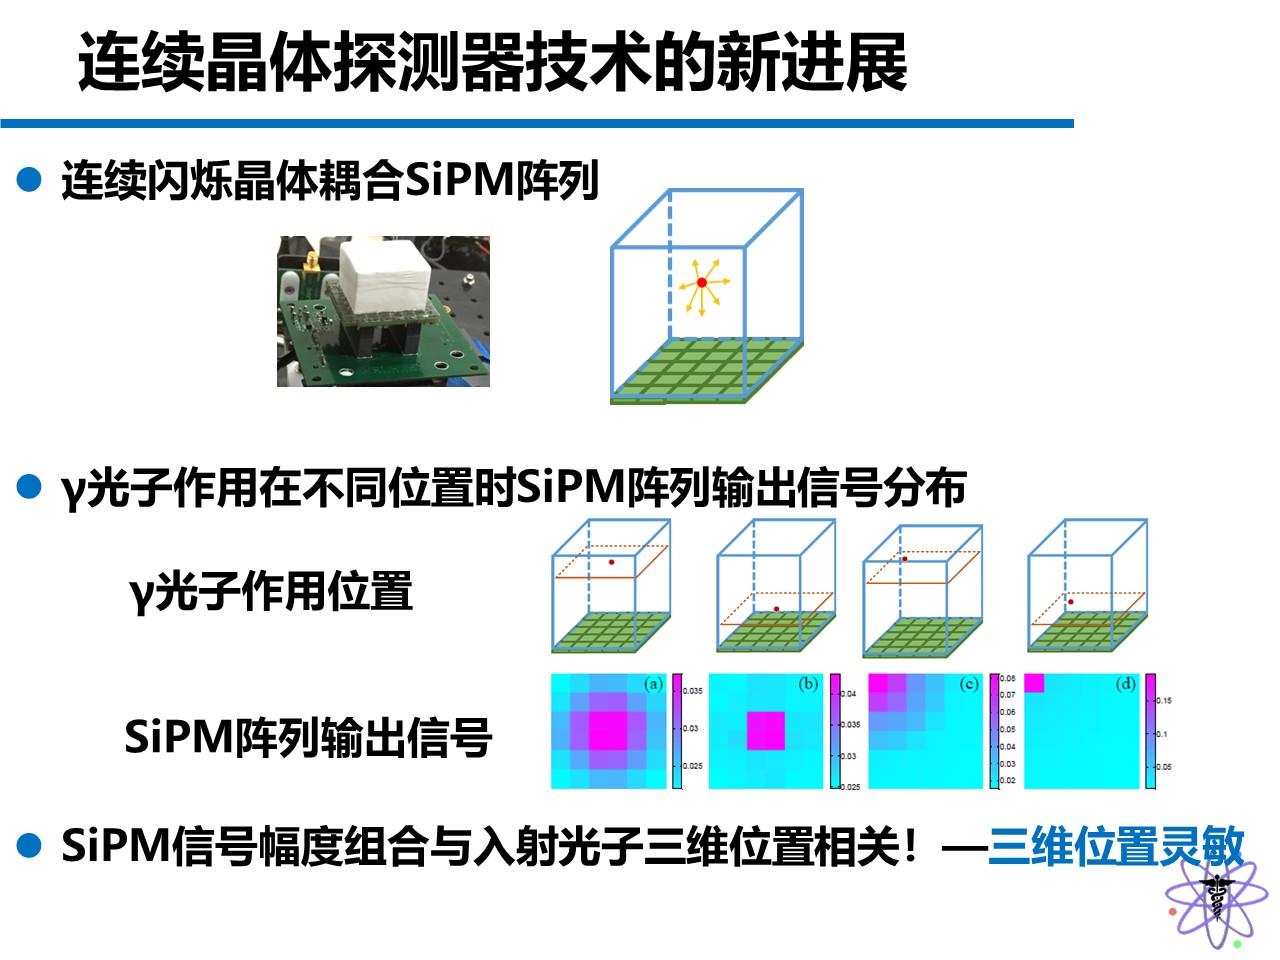 连续晶体探测器技术的新进展
连续闪烁晶体耦合SiPM阵列
γ光子作用在不同位置时SiPM阵列输出信号分布
γ光子作用位置
(a)
0.035
0.03
0.025
(b)
0.04
0.035
0.03
0.025
(c)
0.08
0.07
0.06
0.05
0.04
0.03
0.02
(d)
0.15
0.1
0.05
SiPM阵列输出信号
SiPM信号幅度组合与入射光子三维位置相关！—三维位置灵敏